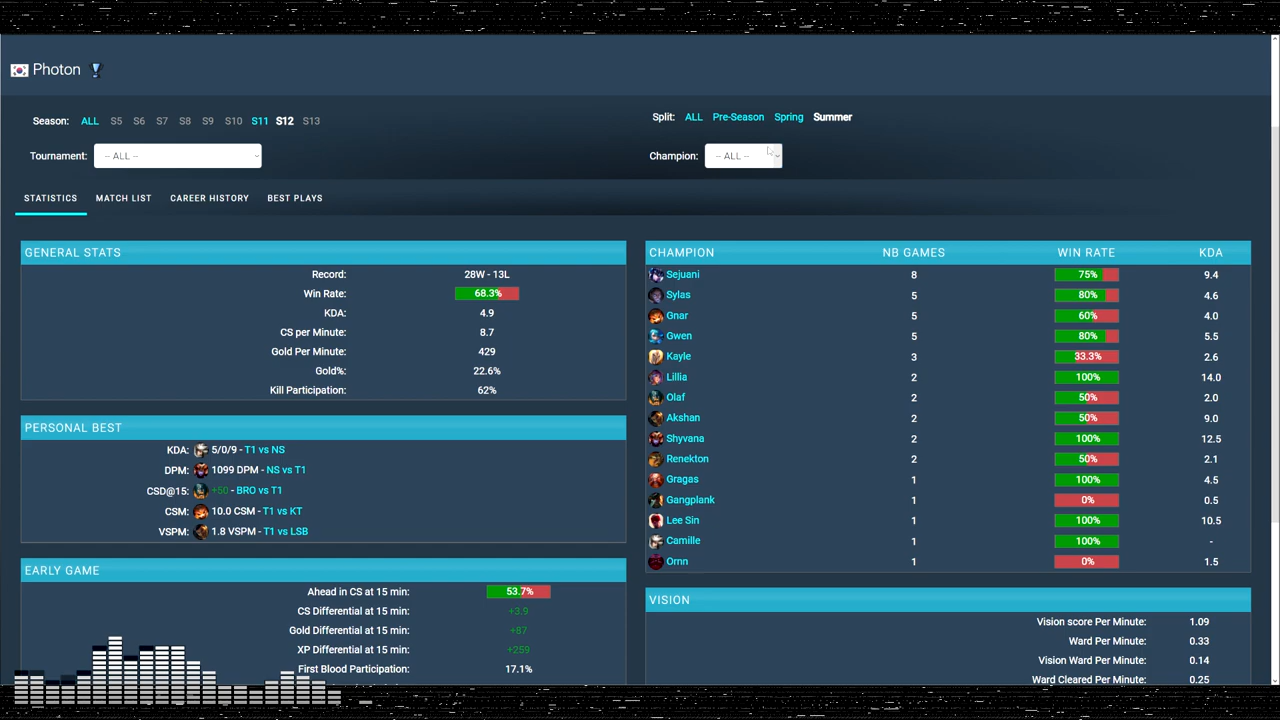 Photon
Season: ALL S5 S6 S7 S8 S9 S10 S11 S12 S13
Split: ALL Pre-Season Spring Summer
Tournament: -- ALL --
Champion: -- ALL --
STATISTICS MATCH LIST CAREER HISTORY BEST PLAYS
GENERAL STATS
Record: 28W - 13L
Win Rate: 68.3%
KDA: 4.9
CS per Minute: 8.7
Gold Per Minute: 429
Gold%: 22.6%
Kill Participation: 62%
PERSONAL BEST
KDA: 5/0/9 - T1 vs NS
DPM: 1099 DPM - NS vs T1
CSD@15: +50 - BRO vs T1
CSM: 10.0 CSM - T1 vs KT
VSPM: 1.8 VSPM - T1 vs LSB
EARLY GAME
Ahead in CS at 15 min: 53.7%
CS Differential at 15 min: +3.9
Gold Differential at 15 min: +87
XP Differential at 15 min: +259
First Blood Participation: 17.1%
CHAMPION NB GAMES WIN RATE KDA
Sejuani 8 75% 9.4
Sylas 5 80% 4.6
Gnar 5 60% 4.0
Gwen 5 80% 5.5
Kayle 3 33.3% 2.6
Lillia 2 100% 14.0
Olaf 2 50% 2.0
Akshan 2 50% 9.0
Shyvana 2 100% 12.5
Renekton 2 50% 2.1
Gragas 1 100% 4.5
Gangplank 1 0% 0.5
Lee Sin 1 100% 10.5
Camille 1 100% -
Ornn 1 0% 1.5
VISION
Vision score Per Minute: 1.09
Ward Per Minute: 0.33
Vision Ward Per Minute: 0.14
Ward Cleared Per Minute: 0.25